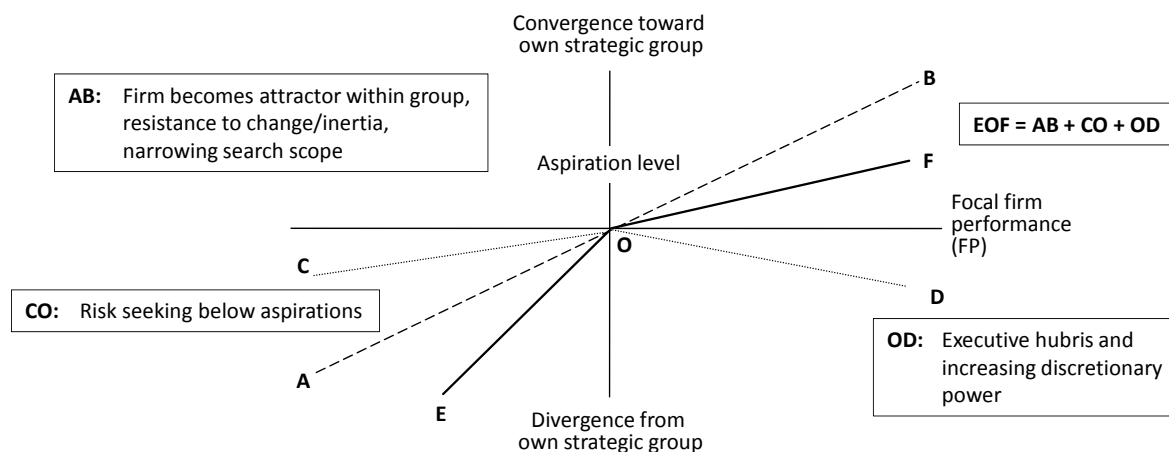 Convergence toward
own strategic group
AB: Firm becomes attractor within group,
resistance to change/inertia,
narrowing search scope
B
EOF = AB + CO + OD
Aspiration level
F
Focal firm
performance
(FP)
O
C
D
CO: Risk seeking below aspirations
OD: Executive hubris and
increasing discretionary
power
A
E
Divergence from
own strategic group